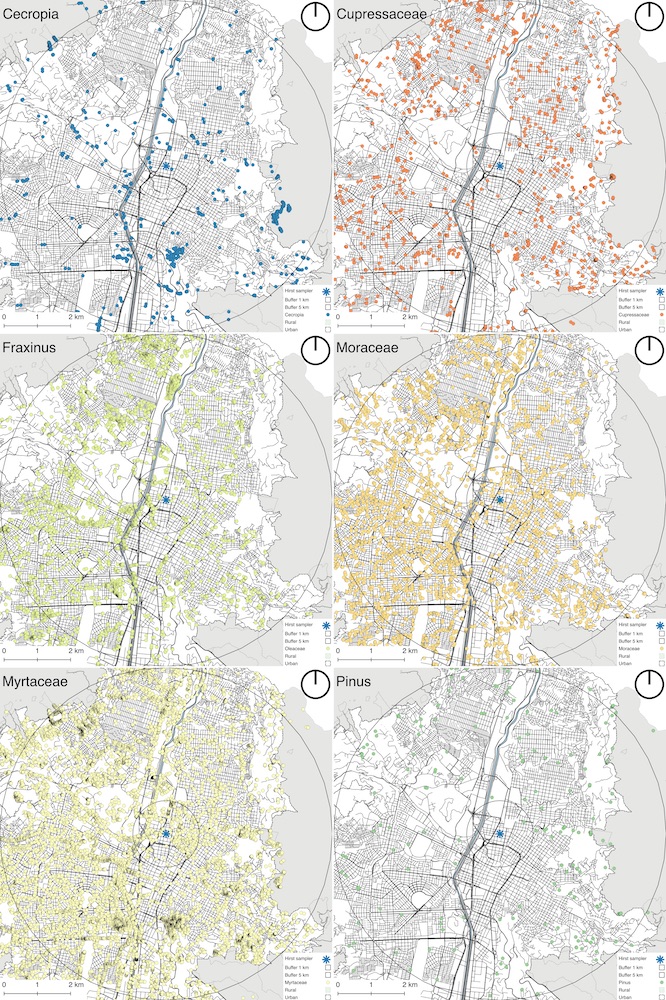 Cecropia
Hirst sampler
Buffer 1 km
Buffer 5 km
Cecropia
Rural
Urban
0 1 2 km
Cupressaceae
Hirst sampler
Buffer 1 km
Buffer 5 km
Cupressaceae
Rural
Urban
0 1 2 km
Fraxinus
Hirst sampler
Buffer 1 km
Buffer 5 km
Oleaceae
Rural
Urban
0 1 2 km
Moraceae
Hirst sampler
Buffer 1 km
Buffer 5 km
Moraceae
Rural
Urban
0 1 2 km
Myrtaceae
Hirst sampler
Buffer 1 km
Buffer 5 km
Myrtaceae
Rural
Urban
0 1 2 km
Pinus
Hirst sampler
Buffer 1 km
Buffer 5 km
Pinus
Rural
Urban
0 1 2 km